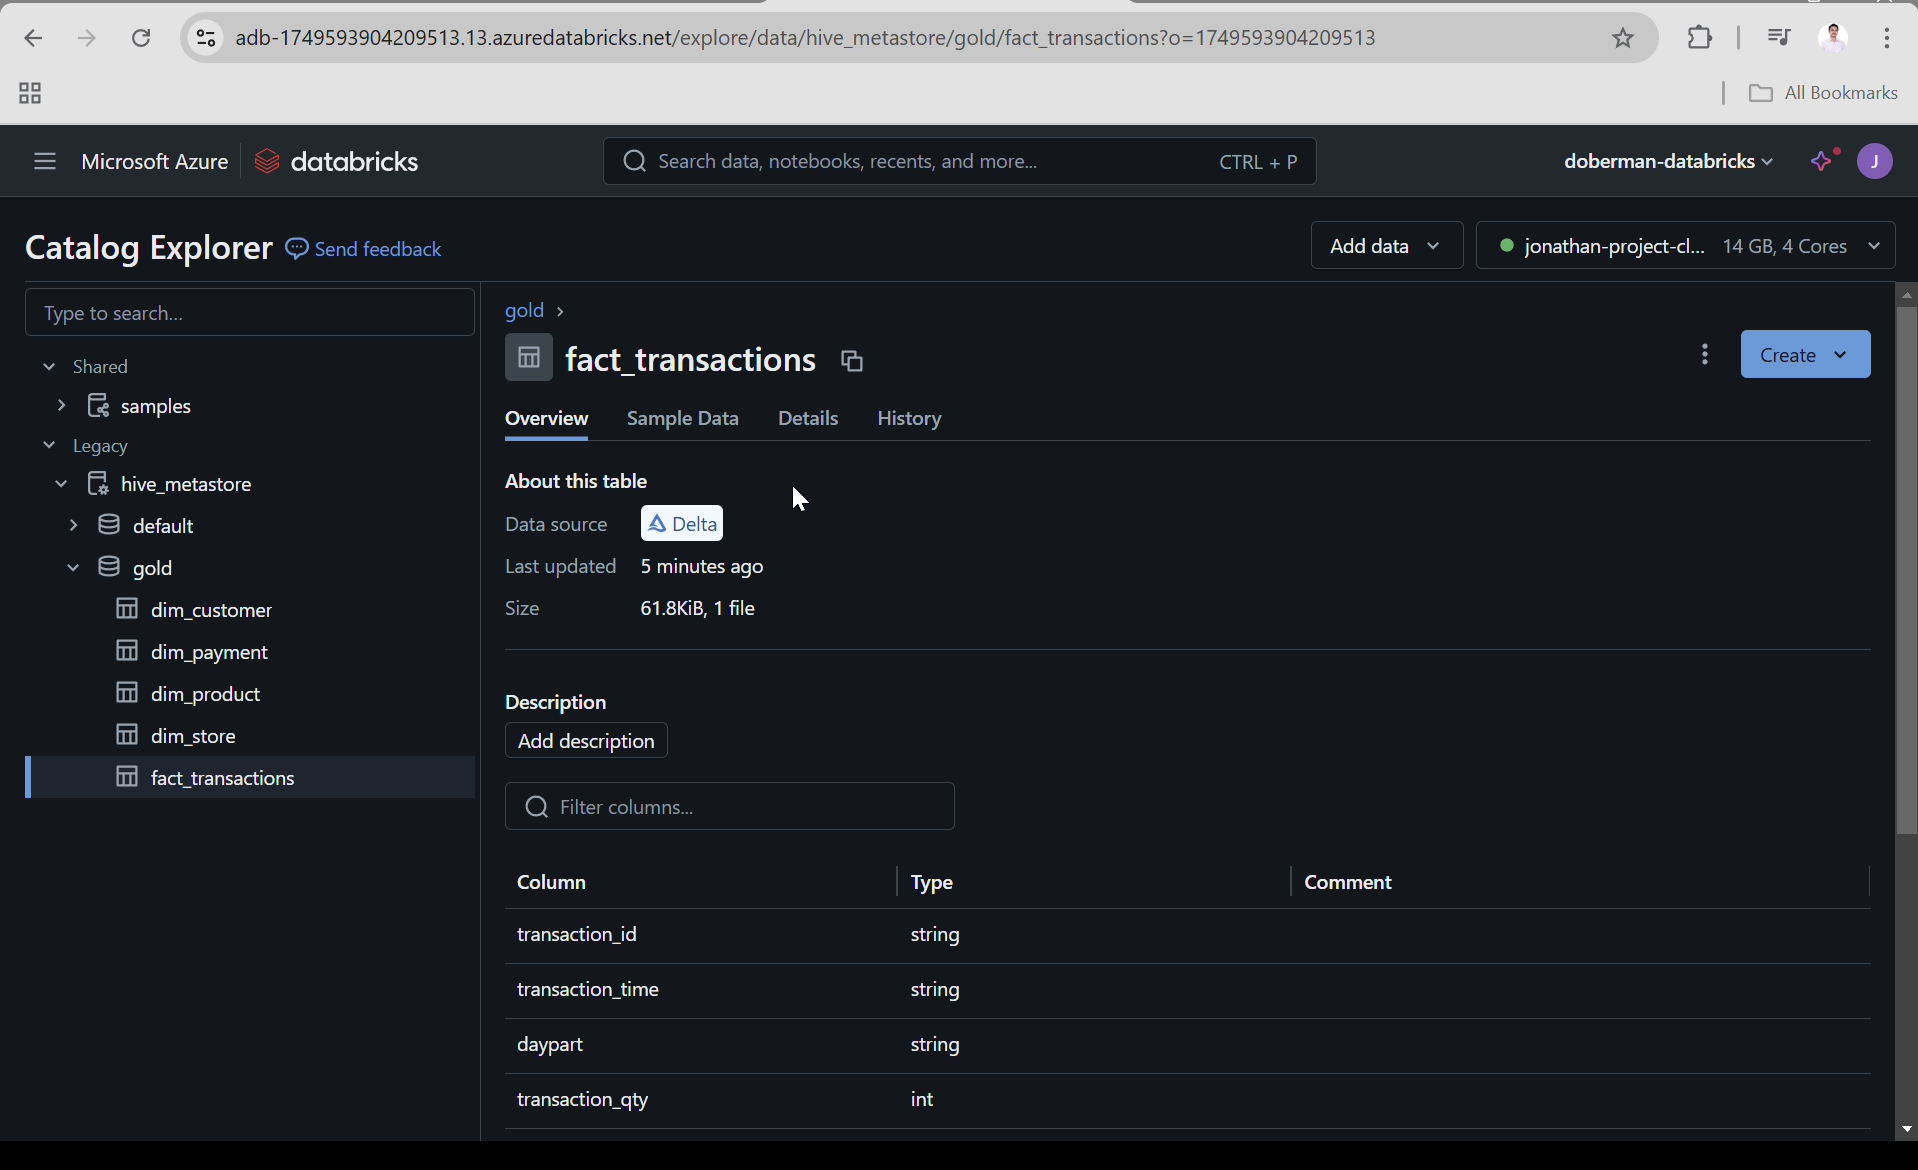 adb-1749593904209513.13.azuredatabricks.net/explore/data/hive_metastore/gold/fact_transactions?o=1749593904209513
All Bookmarks
Microsoft Azure databricks Search data, notebooks, recents, and more... CTRL + P doberman-databricks J
Catalog Explorer Send feedback Add data jonathan-project-cl... 14 GB, 4 Cores
Type to search...
Shared
samples
Legacy
hive_metastore
default
gold
dim_customer
dim_payment
dim_product
dim_store
fact_transactions
gold >
fact_transactions
Create
Overview Sample Data Details History
About this table
Data source Delta
Last updated 5 minutes ago
Size 61.8KiB, 1 file
Description
Add description
Filter columns...
Column Type Comment
transaction_id string
transaction_time string
daypart string
transaction_qty int